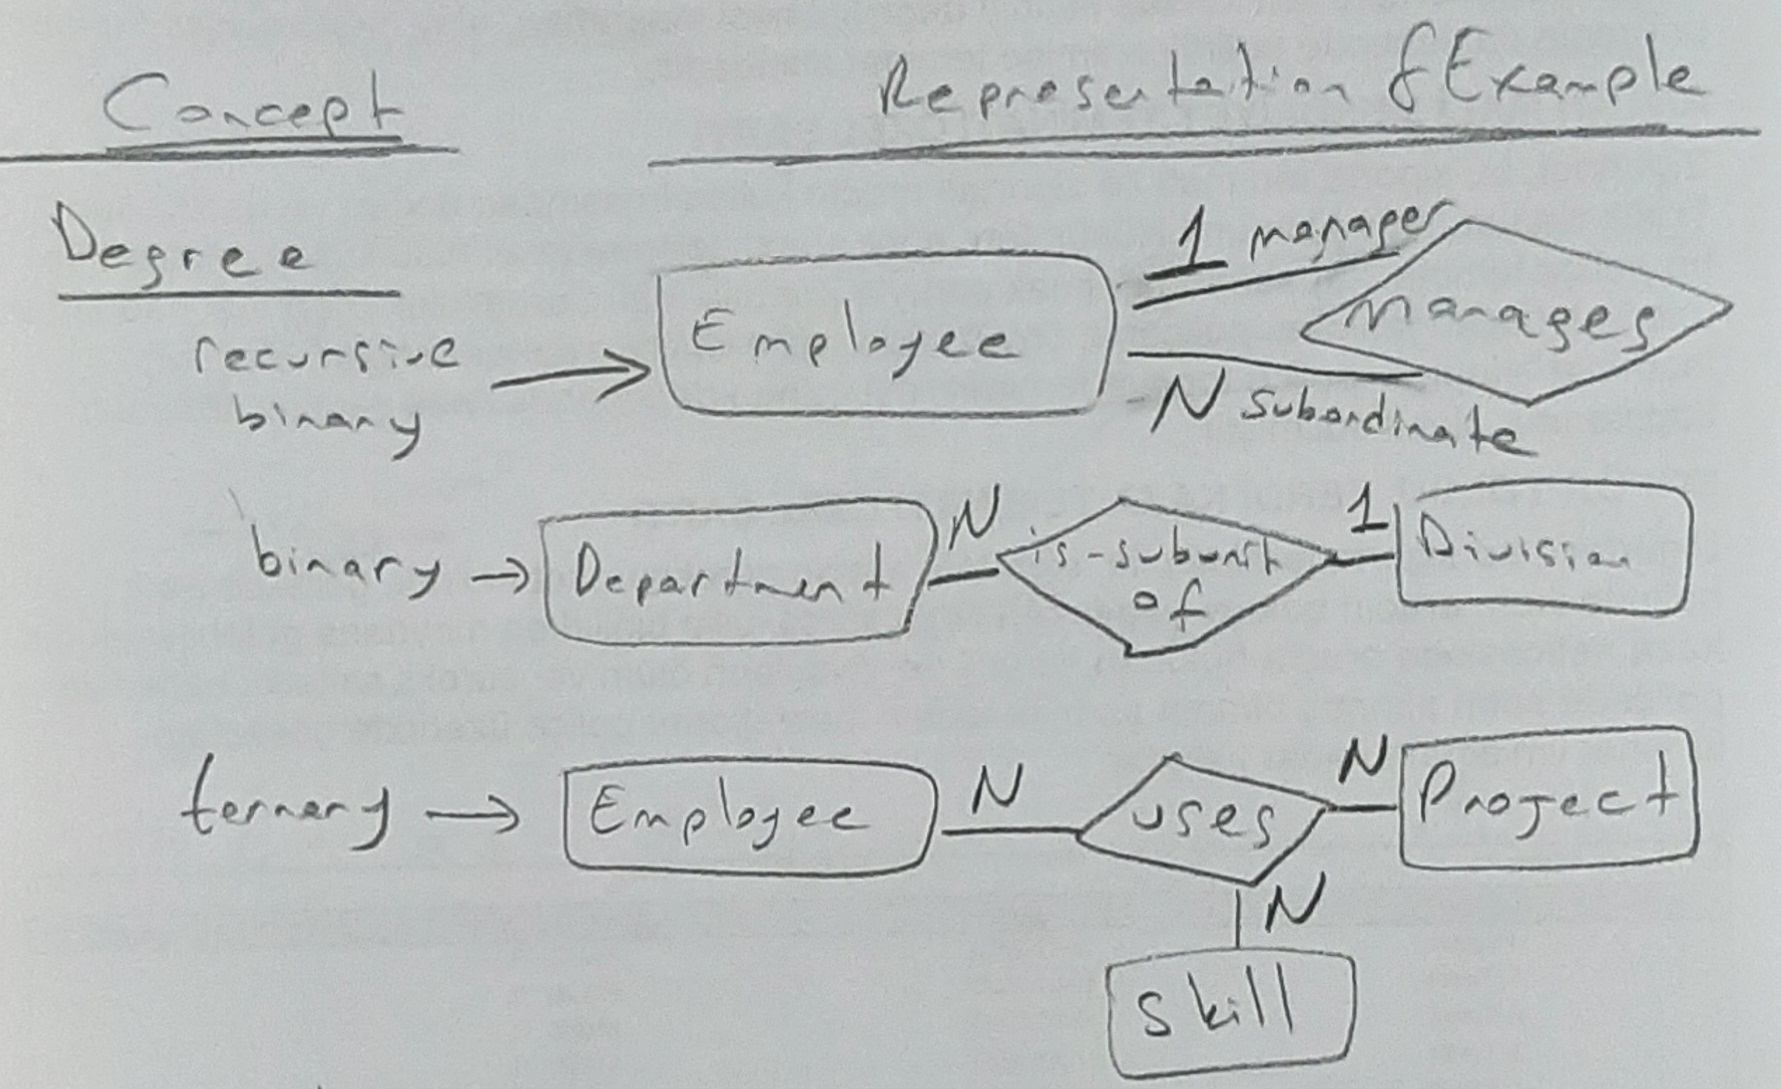 Concept
Representation & Example
Degree
recursive
binary
Employee
1 manager
manages
N subordinate
binary
Department
N
is-subunit
of
1
Division
ternary
Employee
N
uses
N
Project
N
Skill